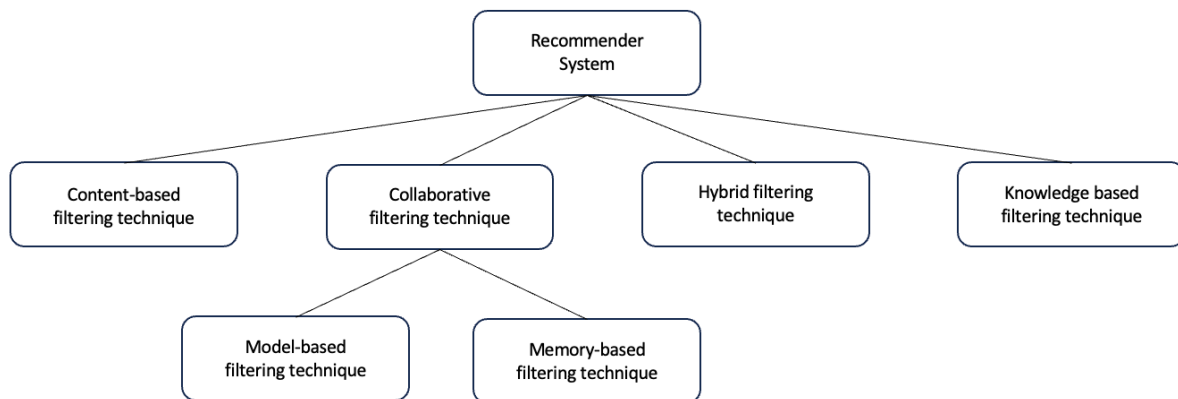 Recommender
System
Content-based
filtering technique
Collaborative
filtering technique
Hybrid filtering
technique
Knowledge based
filtering technique
Model-based
filtering technique
Memory-based
filtering technique